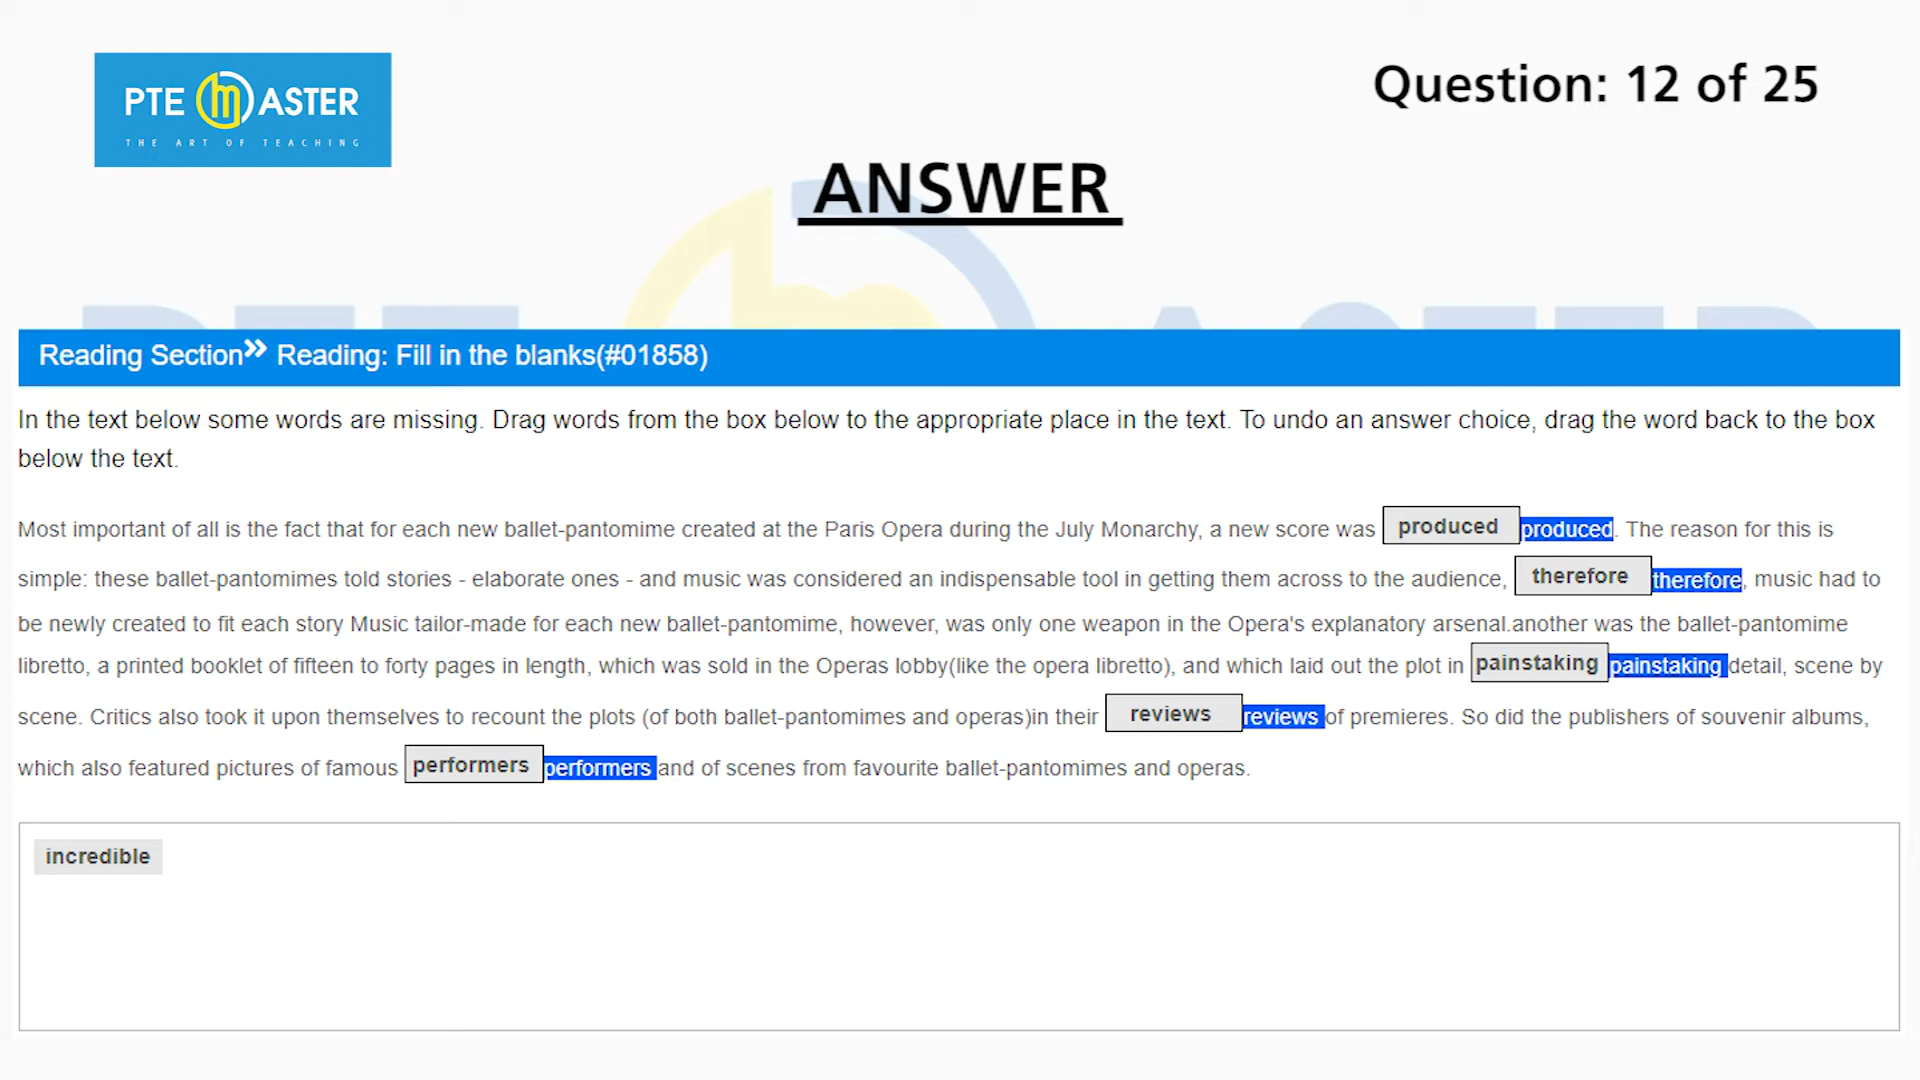 PTE MASTER
THE ART OF TEACHING
Question: 12 of 25
ANSWER
Reading Section» Reading: Fill in the blanks(#01858)
In the text below some words are missing. Drag words from the box below to the appropriate place in the text. To undo an answer choice, drag the word back to the box
below the text.
Most important of all is the fact that for each new ballet-pantomime created at the Paris Opera during the July Monarchy, a new score was produced produced. The reason for this is
simple: these ballet-pantomimes told stories - elaborate ones - and music was considered an indispensable tool in getting them across to the audience, therefore therefore, music had to
be newly created to fit each story Music tailor-made for each new ballet-pantomime, however, was only one weapon in the Opera's explanatory arsenal.another was the ballet-pantomime
libretto, a printed booklet of fifteen to forty pages in length, which was sold in the Operas lobby(like the opera libretto), and which laid out the plot in painstaking painstaking detail, scene by
scene. Critics also took it upon themselves to recount the plots (of both ballet-pantomimes and operas)in their reviews reviews of premieres. So did the publishers of souvenir albums,
which also featured pictures of famous performers performers and of scenes from favourite ballet-pantomimes and operas.
incredible